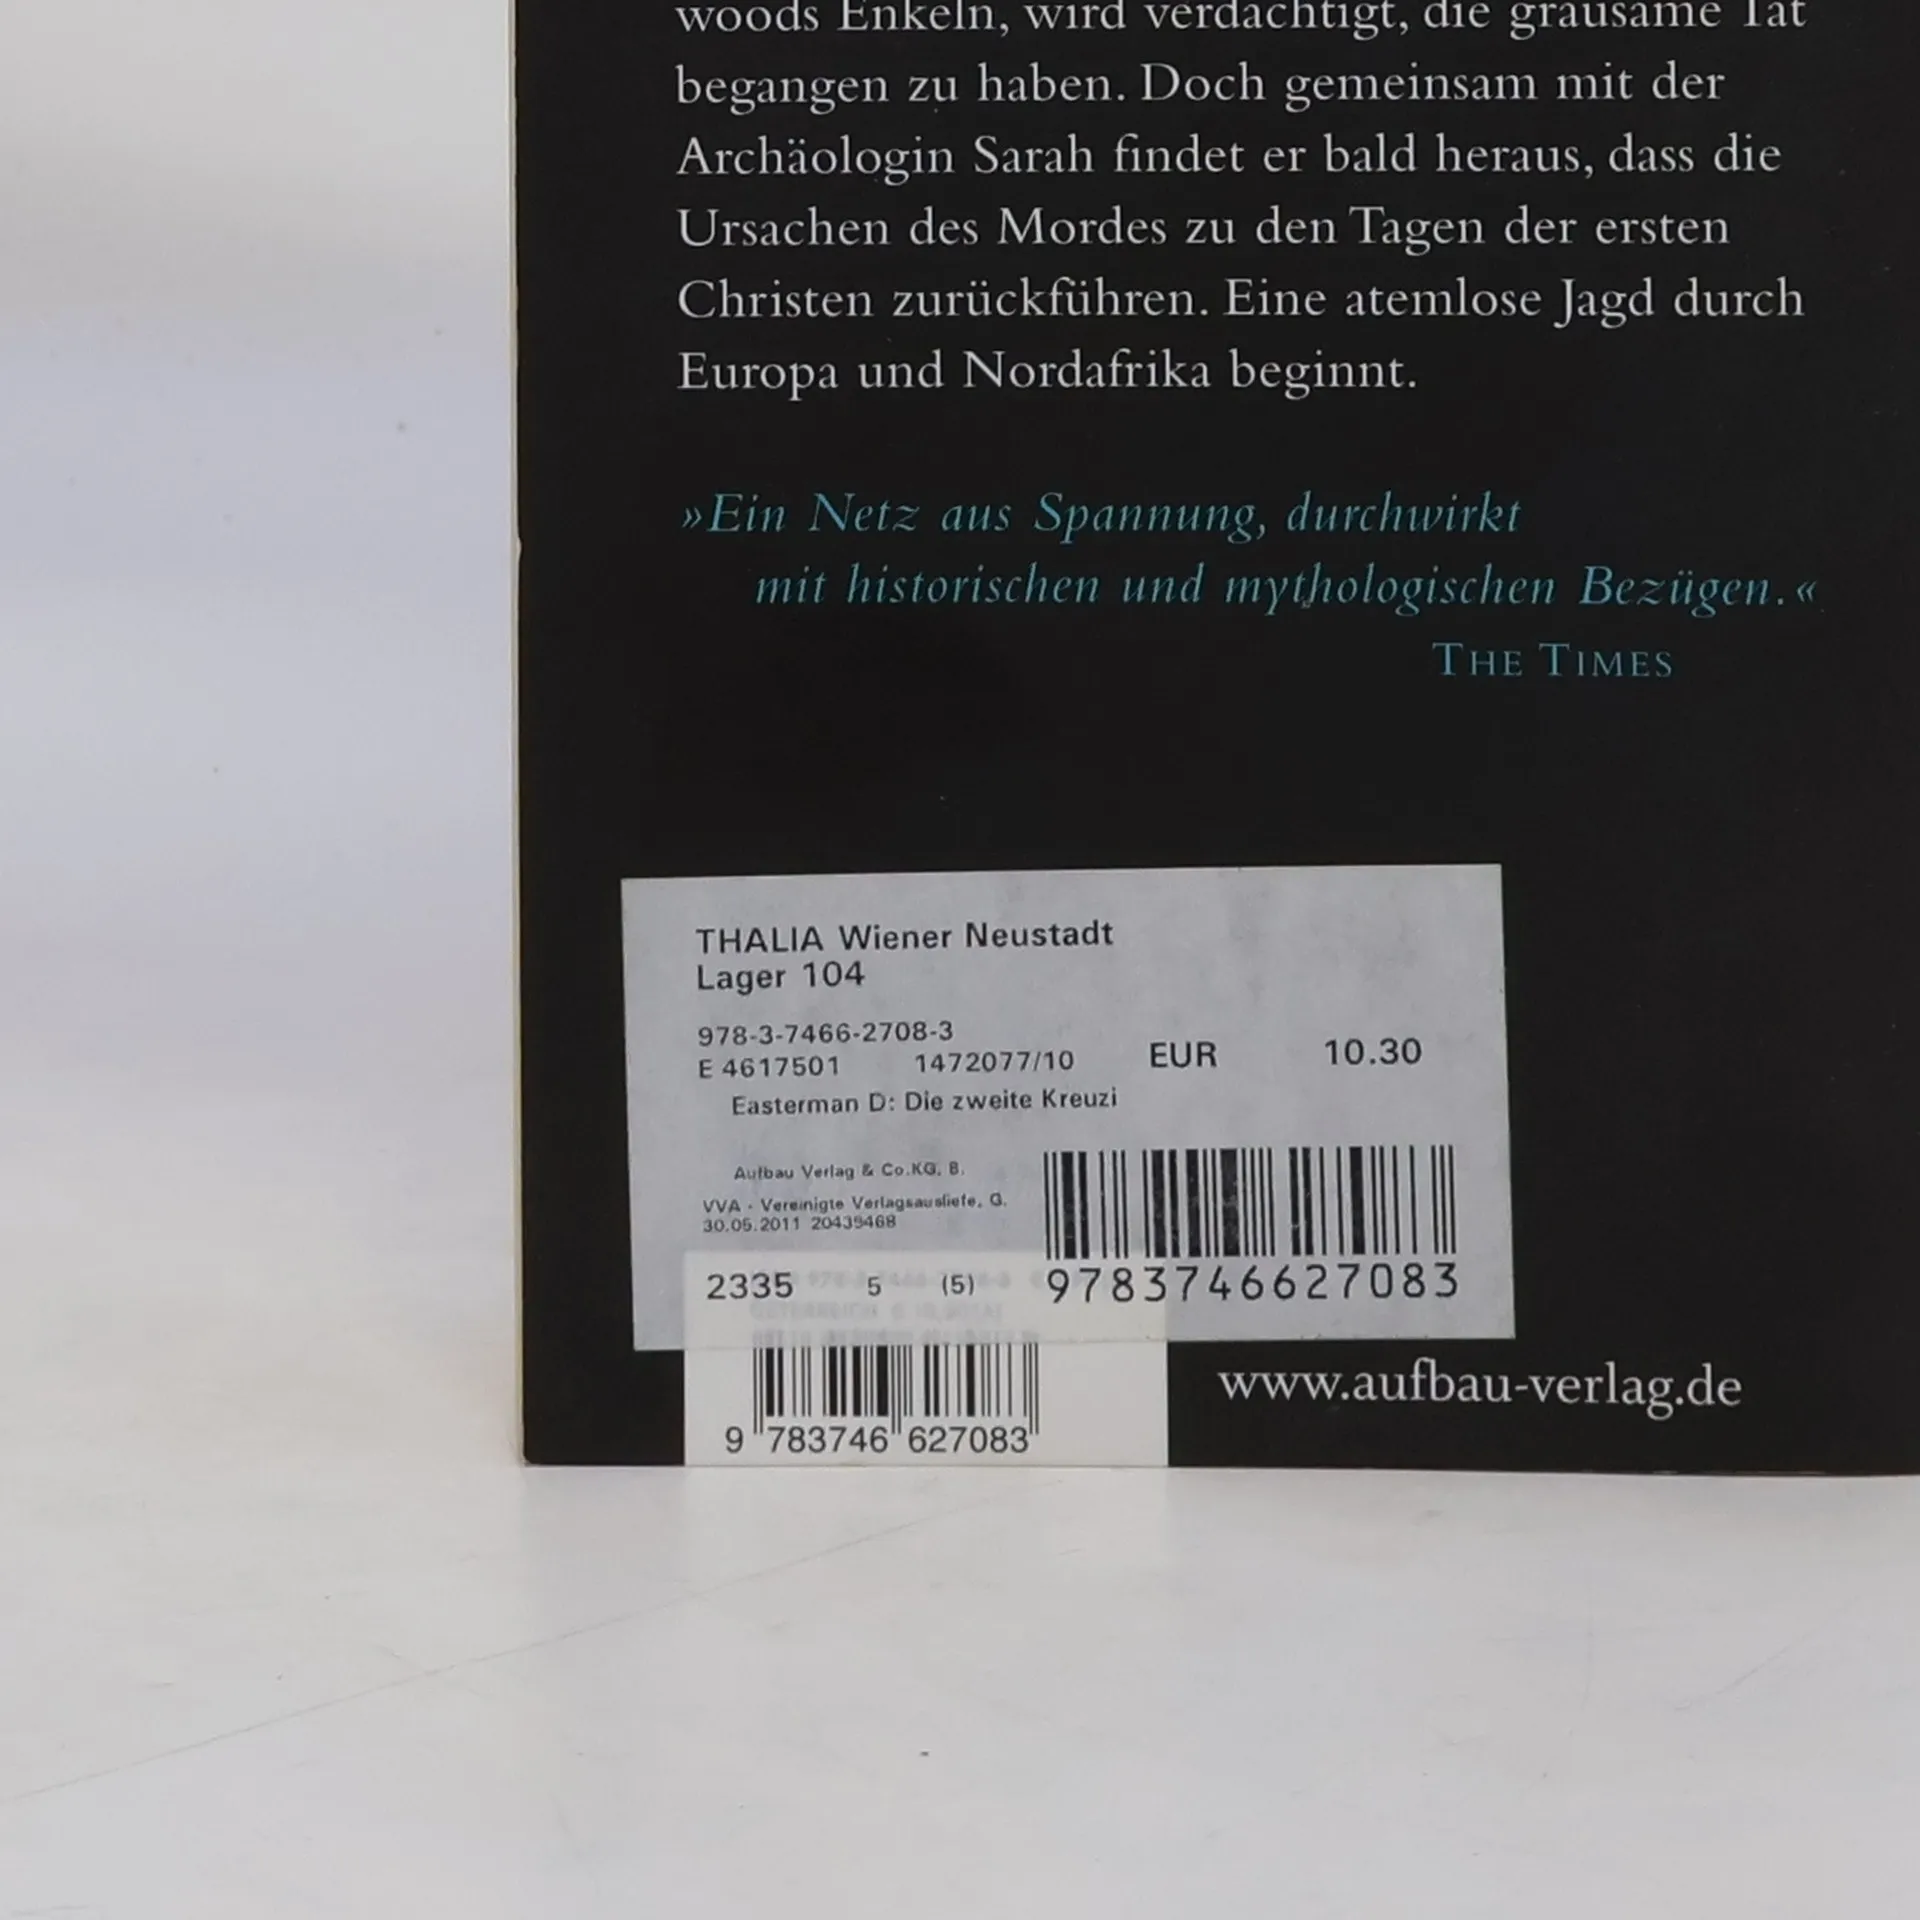 woods Enkeln, wird verdächtigt, die grausame Tat
begangen zu haben. Doch gemeinsam mit der
Archäologin Sarah findet er bald heraus, dass die
Ursachen des Mordes zu den Tagen der ersten
Christen zurückführen. Eine atemlose Jagd durch
Europa und Nordafrika beginnt.
»Ein Netz aus Spannung, durchwirkt
mit historischen und mythologischen Bezügen.«
THE TIMES
THALIA Wiener Neustadt
Lager 104
978-3-7466-2708-3
E 4617501 1472077/10 EUR 10.30
Easterman D: Die zweite Kreuzi
Aufbau Verlag & Co.KG, B.
VVA - Vereinigte Verlagsausliefe, G.
30.05.2011 20435468
2335 5 (5) 9783746627083
www.aufbau-verlag.de
9 783746 627083